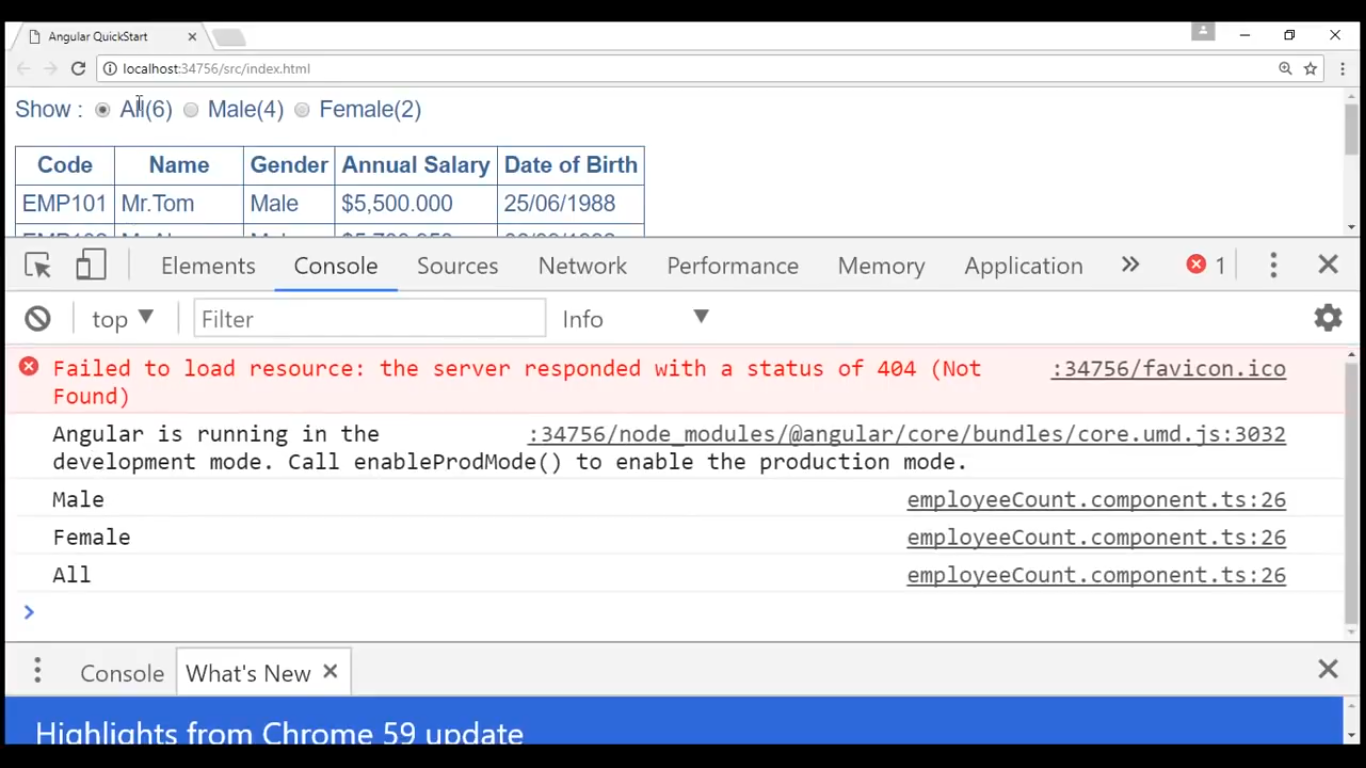 Angular QuickStart
localhost:34756/src/index.html
Show : All(6) Male(4) Female(2)
Code Name Gender Annual Salary Date of Birth
EMP101 Mr.Tom Male $5,500.000 25/06/1988
Elements Console Sources Network Performance Memory Application 1
top Filter Info
Failed to load resource: the server responded with a status of 404 (Not :34756/favicon.ico
Found)
Angular is running in the :34756/node_modules/@angular/core/bundles/core.umd.js:3032
development mode. Call enableProdMode() to enable the production mode.
Male employeeCount.component.ts:26
Female employeeCount.component.ts:26
All employeeCount.component.ts:26
Console What's New
Highlights from Chrome 59 update